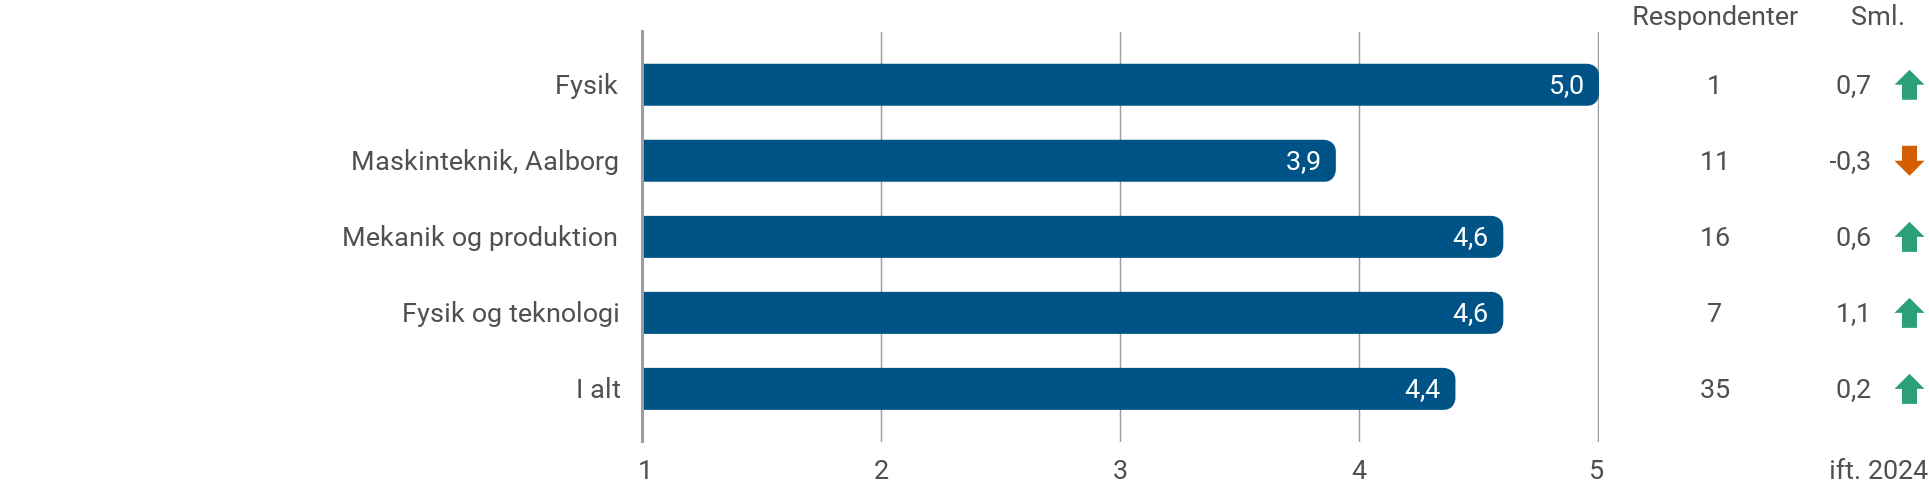 Respondenter Sml.
Fysik 5,0 1 0,7
Maskinteknik, Aalborg 3,9 11 -0,3
Mekanik og produktion 4,6 16 0,6
Fysik og teknologi 4,6 7 1,1
I alt 4,4 35 0,2
1 2 3 4 5 ift. 2024